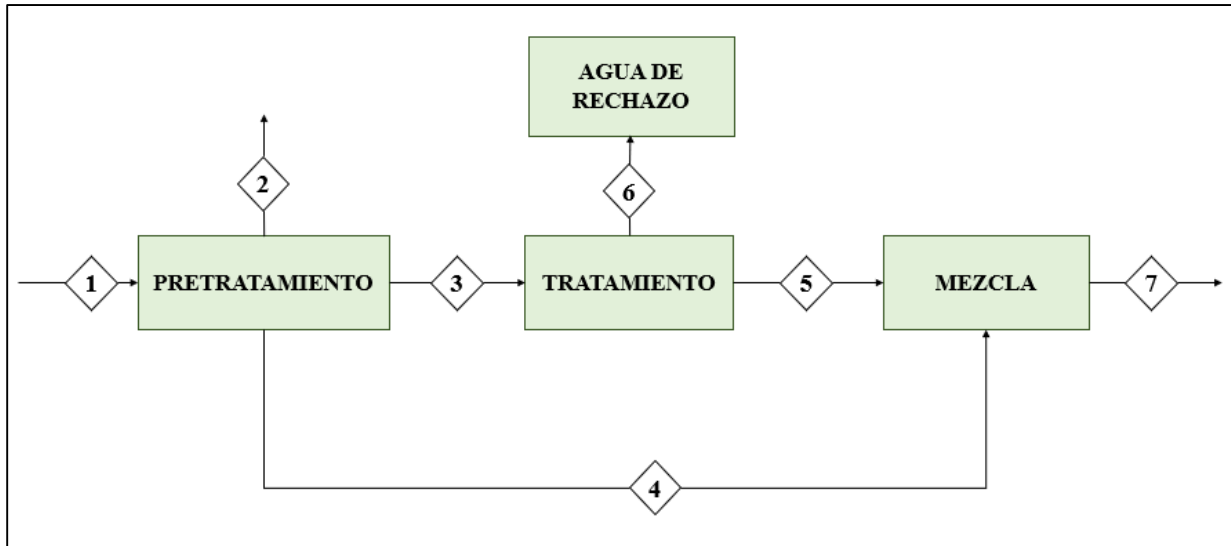 AGUA DE
RECHAZO
2
6
1
PRETRATAMIENTO
3
TRATAMIENTO
5
MEZCLA
7
4